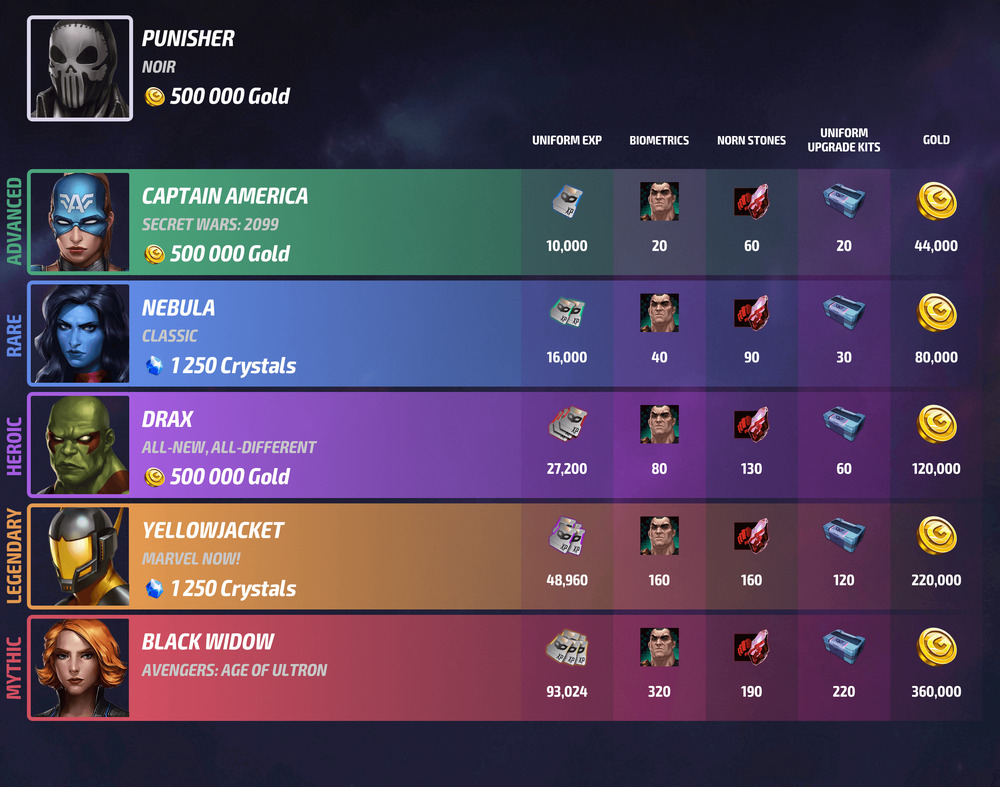 PUNISHER
NOIR
500 000 Gold
UNIFORM EXP
BIOMETRICS
NORN STONES
UNIFORM
UPGRADE KITS
GOLD
ADVANCED
CAPTAIN AMERICA
SECRET WARS: 2099
500 000 Gold
10,000
20
60
20
44,000
RARE
NEBULA
CLASSIC
1 250 Crystals
16,000
40
90
30
80,000
HEROIC
DRAX
ALL-NEW, ALL-DIFFERENT
500 000 Gold
27,200
80
130
60
120,000
LEGENDARY
YELLOWJACKET
MARVEL NOW!
1 250 Crystals
48,960
160
160
120
220,000
MYTHIC
BLACK WIDOW
AVENGERS: AGE OF ULTRON
93,024
320
190
220
360,000